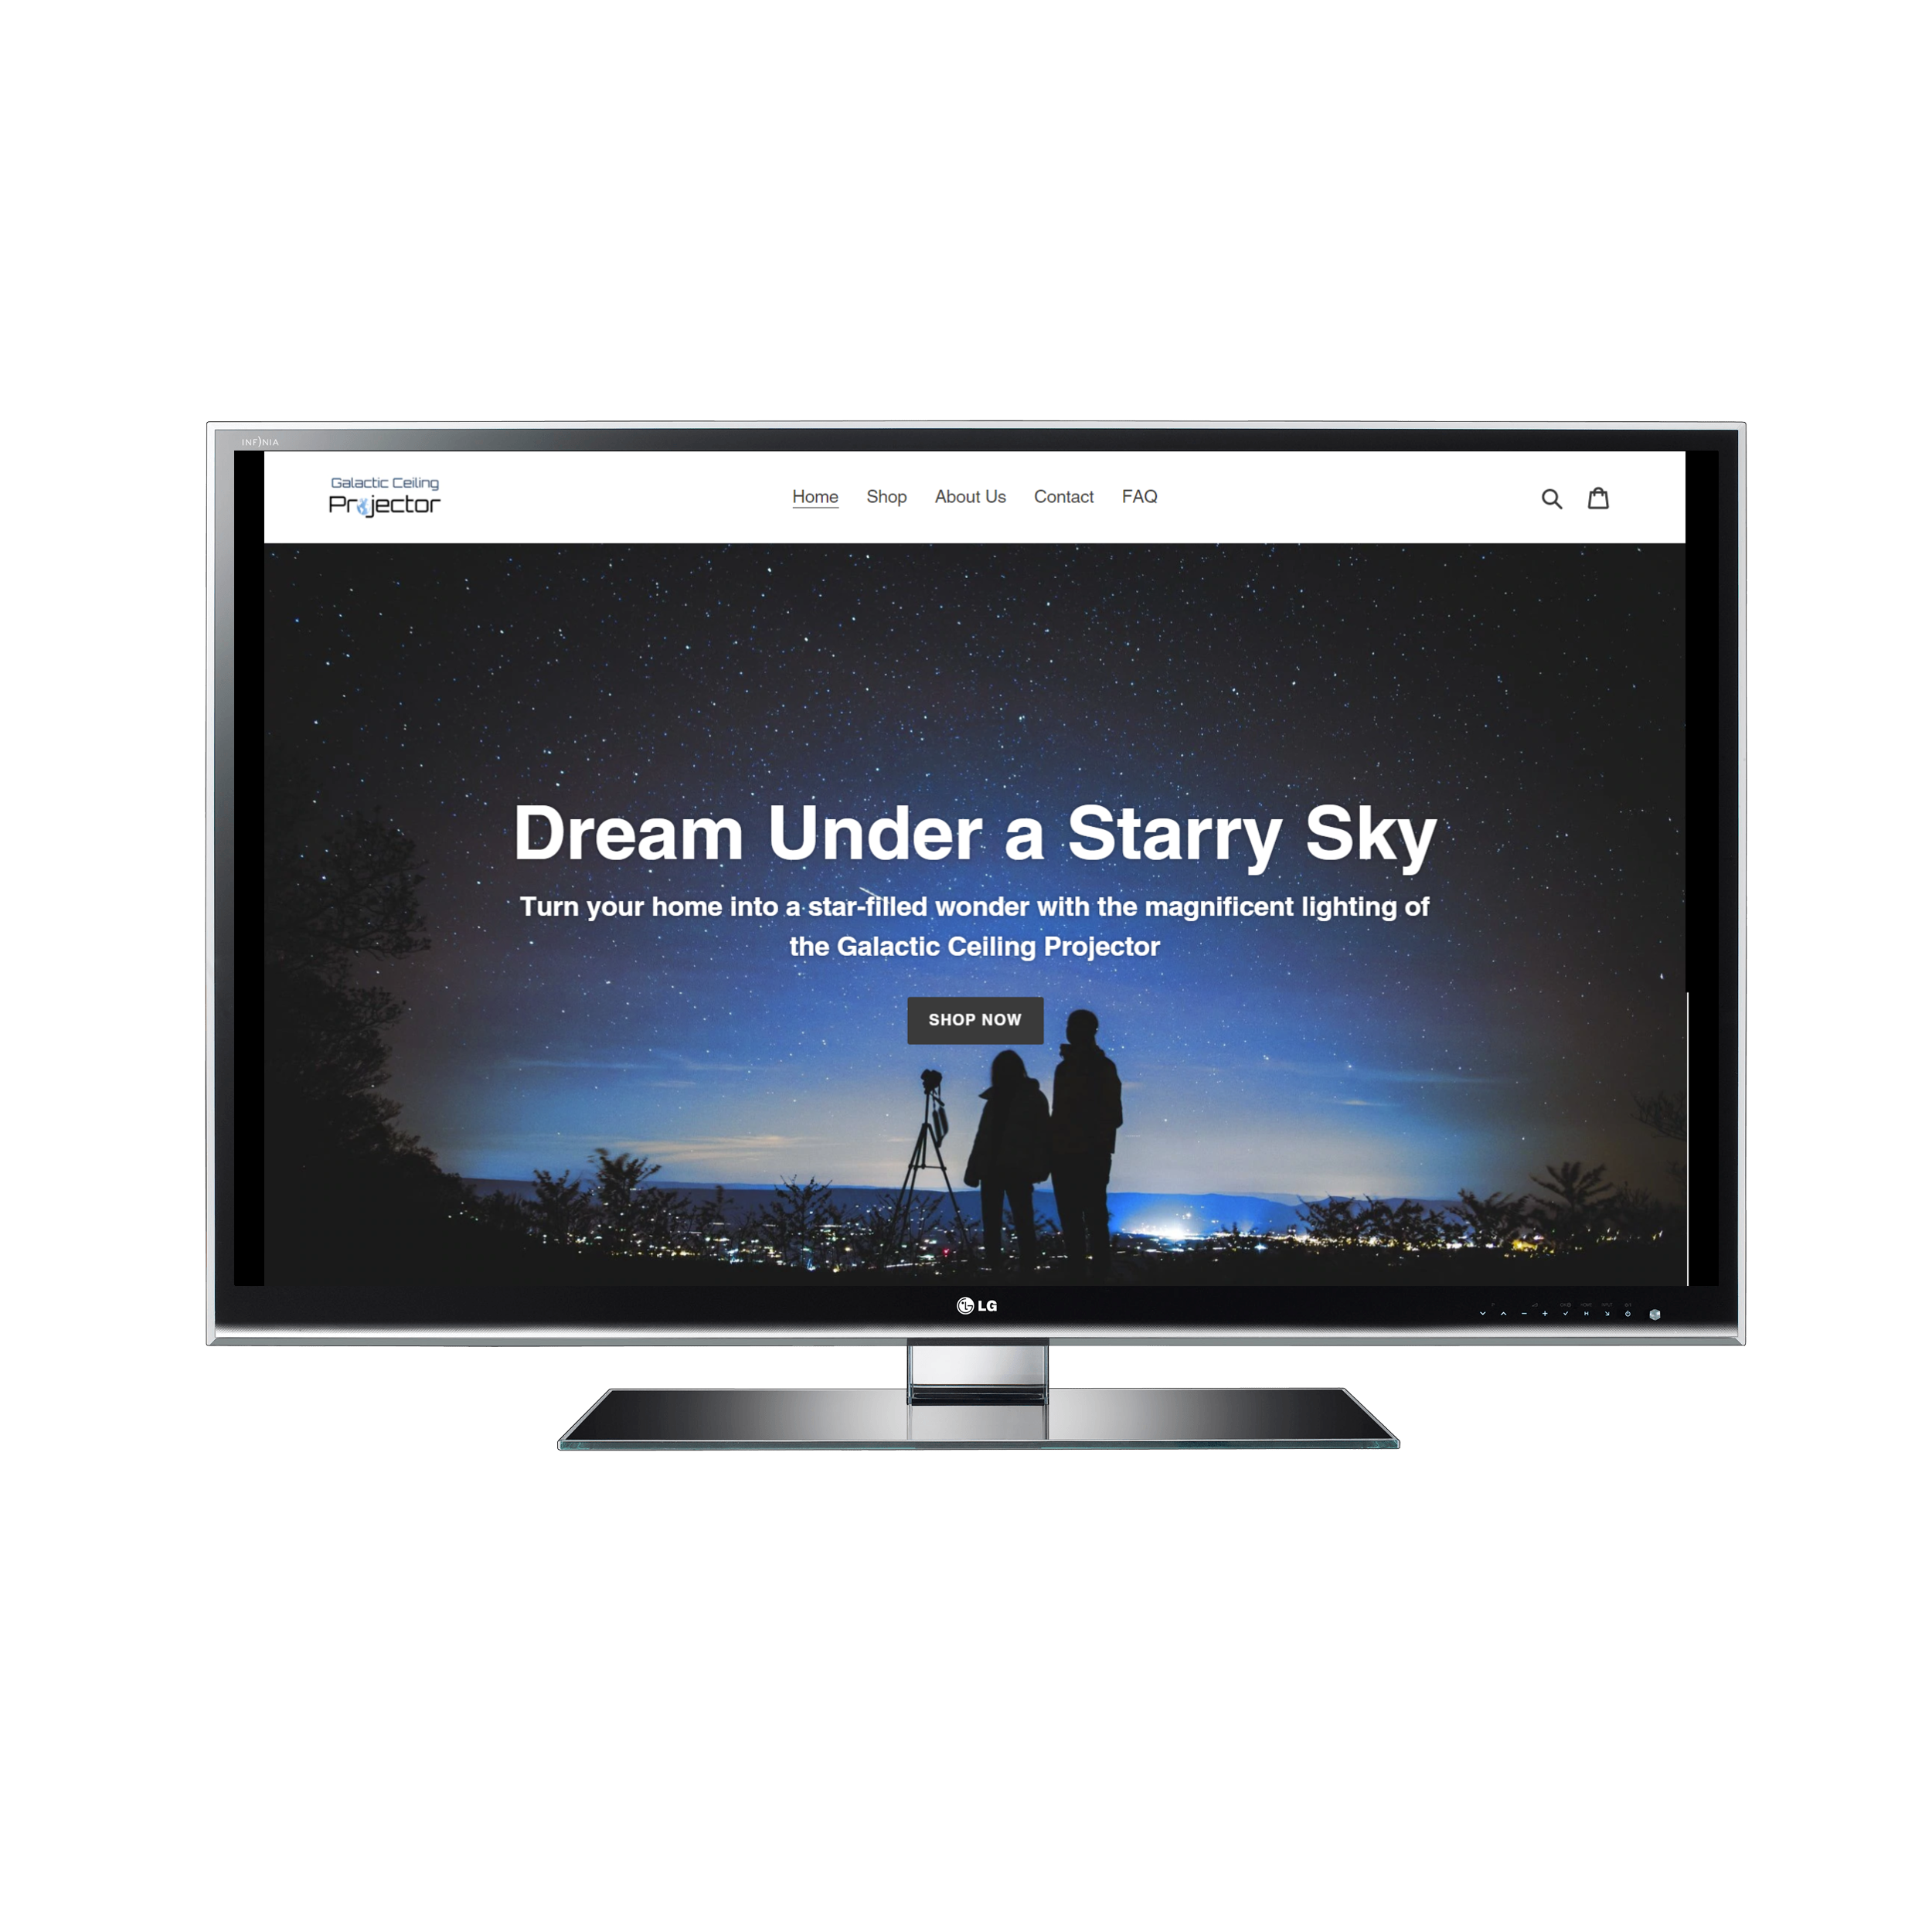 INFINIA
Galactic Ceiling
Projector
Home Shop About Us Contact FAQ
Dream Under a Starry Sky
Turn your home into a star-filled wonder with the magnificent lighting of
the Galactic Ceiling Projector
SHOP NOW
LG